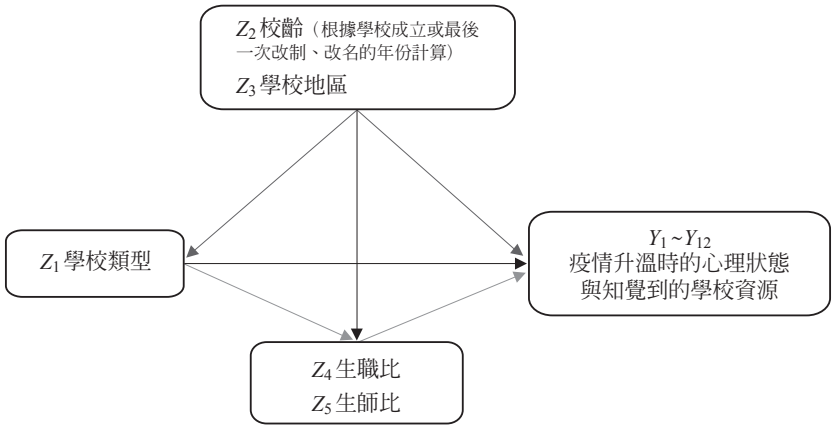 Z2 校齡（根據學校成立或最後
一次改制、改名的年份計算）
Z3 學校地區
Z1 學校類型
Y1~Y12
疫情升溫時的心理狀態
與知覺到的學校資源
Z4 生職比
Z5 生師比